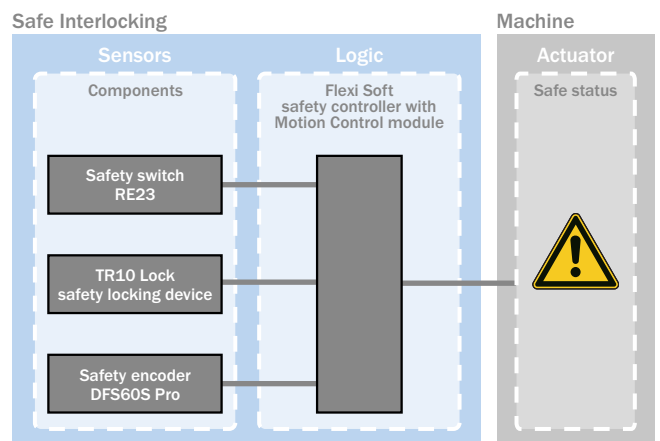 Safe Interlocking
Machine
Sensors
Logic
Actuator
Components
Flexi Soft
safety controller with
Motion Control module
Safe status
Safety switch
RE23
TR10 Lock
safety locking device
Safety encoder
DFS60S Pro